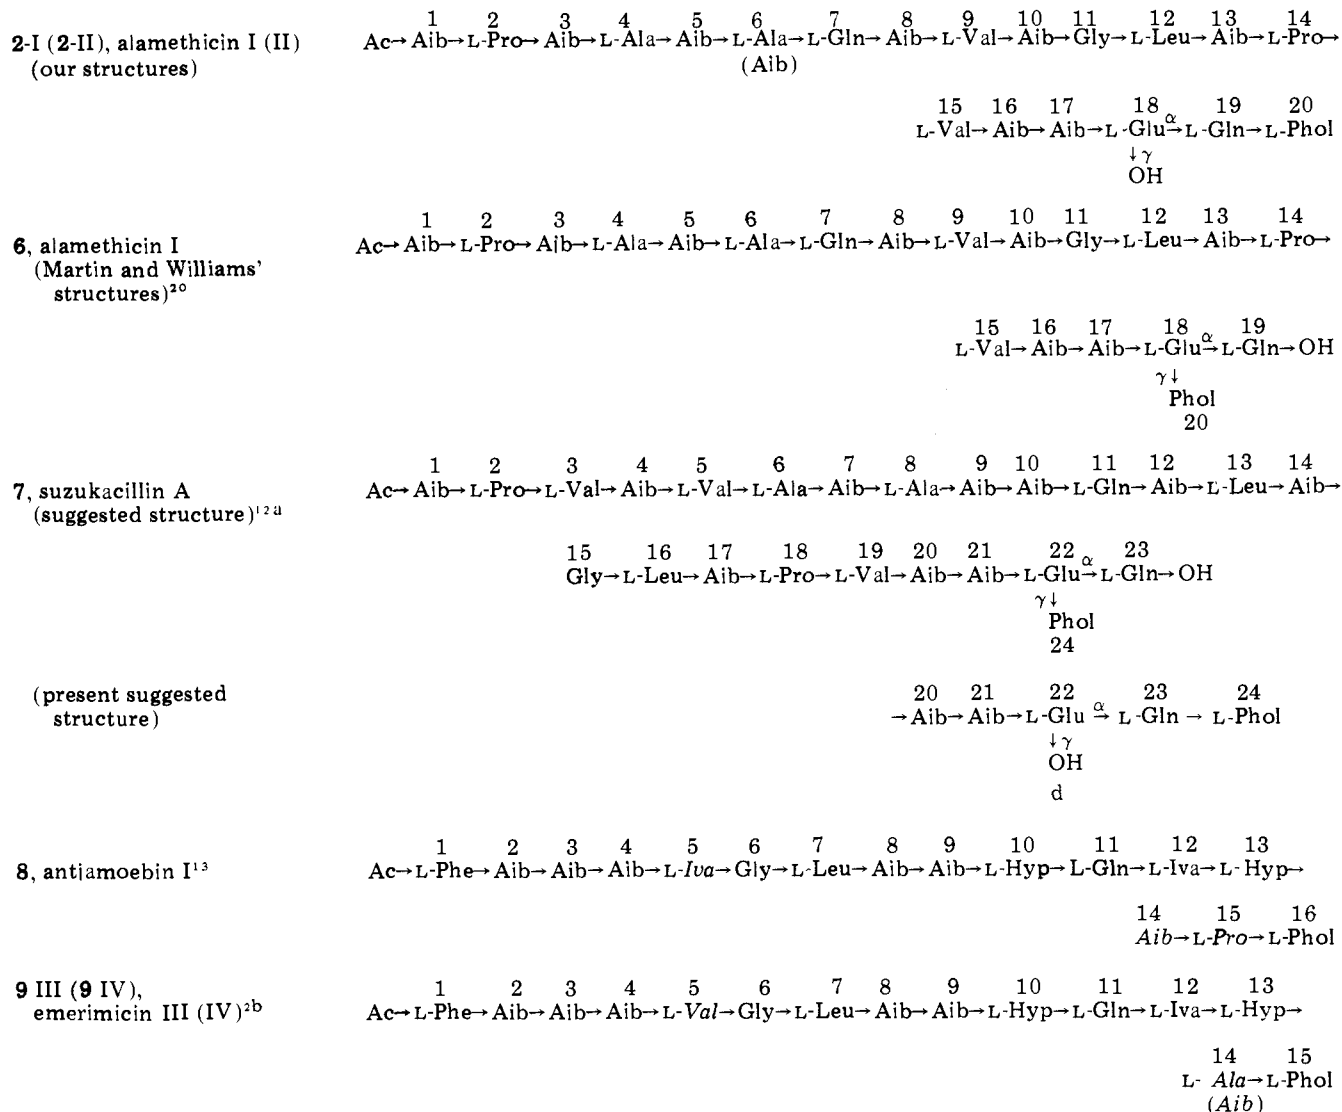 1 2 3 4 5 6 7 8 9 10 11 12 13 14
2-I (2-II), alamethicin I (II) Ac→Aib→L-Pro→Aib→L-Ala→Aib→L-Ala→L-Gln→Aib→L-Val→Aib→Gly→L-Leu→Aib→L-Pro→
(our structures) (Aib)
15 16 17 18 19 20
L-Val→Aib→Aib→L-Glu α→L-Gln→L-Phol
↓γ
OH
1 2 3 4 5 6 7 8 9 10 11 12 13 14
6, alamethicin I Ac→Aib→L-Pro→Aib→L-Ala→Aib→L-Ala→L-Gln→Aib→L-Val→Aib→Gly→L-Leu→Aib→L-Pro→
(Martin and Williams'
structures)20
15 16 17 18 19
L-Val→Aib→Aib→L-Glu α→L-Gln→OH
γ↓
Phol
20
1 2 3 4 5 6 7 8 9 10 11 12 13 14
7, suzukacillin A Ac→Aib→L-Pro→L-Val→Aib→L-Val→L-Ala→Aib→L-Ala→Aib→Aib→L-Gln→Aib→L-Leu→Aib→
(suggested structure)12a
15 16 17 18 19 20 21 22 23
Gly→L-Leu→Aib→L-Pro→L-Val→Aib→Aib→L-Glu α→L-Gln→OH
γ↓
Phol
24
(present suggested 20 21 22 23 24
structure) →Aib→Aib→L-Glu α→ L-Gln → L-Phol
↓γ
OH
d
1 2 3 4 5 6 7 8 9 10 11 12 13
8, antiamoebin I13 Ac→L-Phe→Aib→Aib→Aib→L-Iva→Gly→L-Leu→Aib→Aib→L-Hyp→L-Gln→L-Iva→L-Hyp→
14 15 16
Aib→L-Pro→L-Phol
9 III (9 IV), 1 2 3 4 5 6 7 8 9 10 11 12 13
emerimicin III (IV)2b Ac→L-Phe→Aib→Aib→Aib→L-Val→Gly→L-Leu→Aib→Aib→L-Hyp→L-Gln→L-Iva→L-Hyp→
14 15
L- Ala→L-Phol
(Aib)